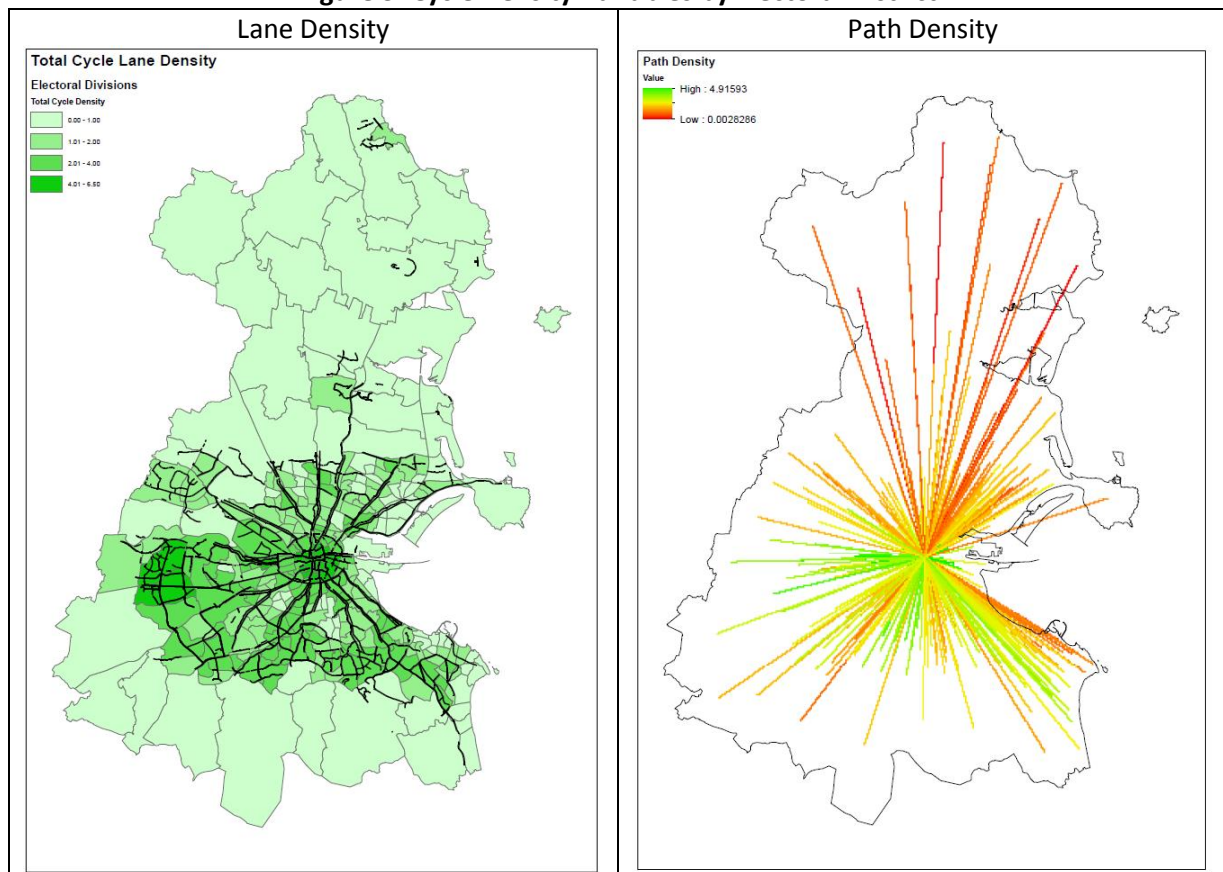 Lane Density
Total Cycle Lane Density
Electoral Divisions
Total Cycle Density
0.00 - 1.00
1.01 - 2.00
2.01 - 4.00
4.01 - 6.50
Path Density
Path Density
Value
High : 4.91593
Low : 0.0028286